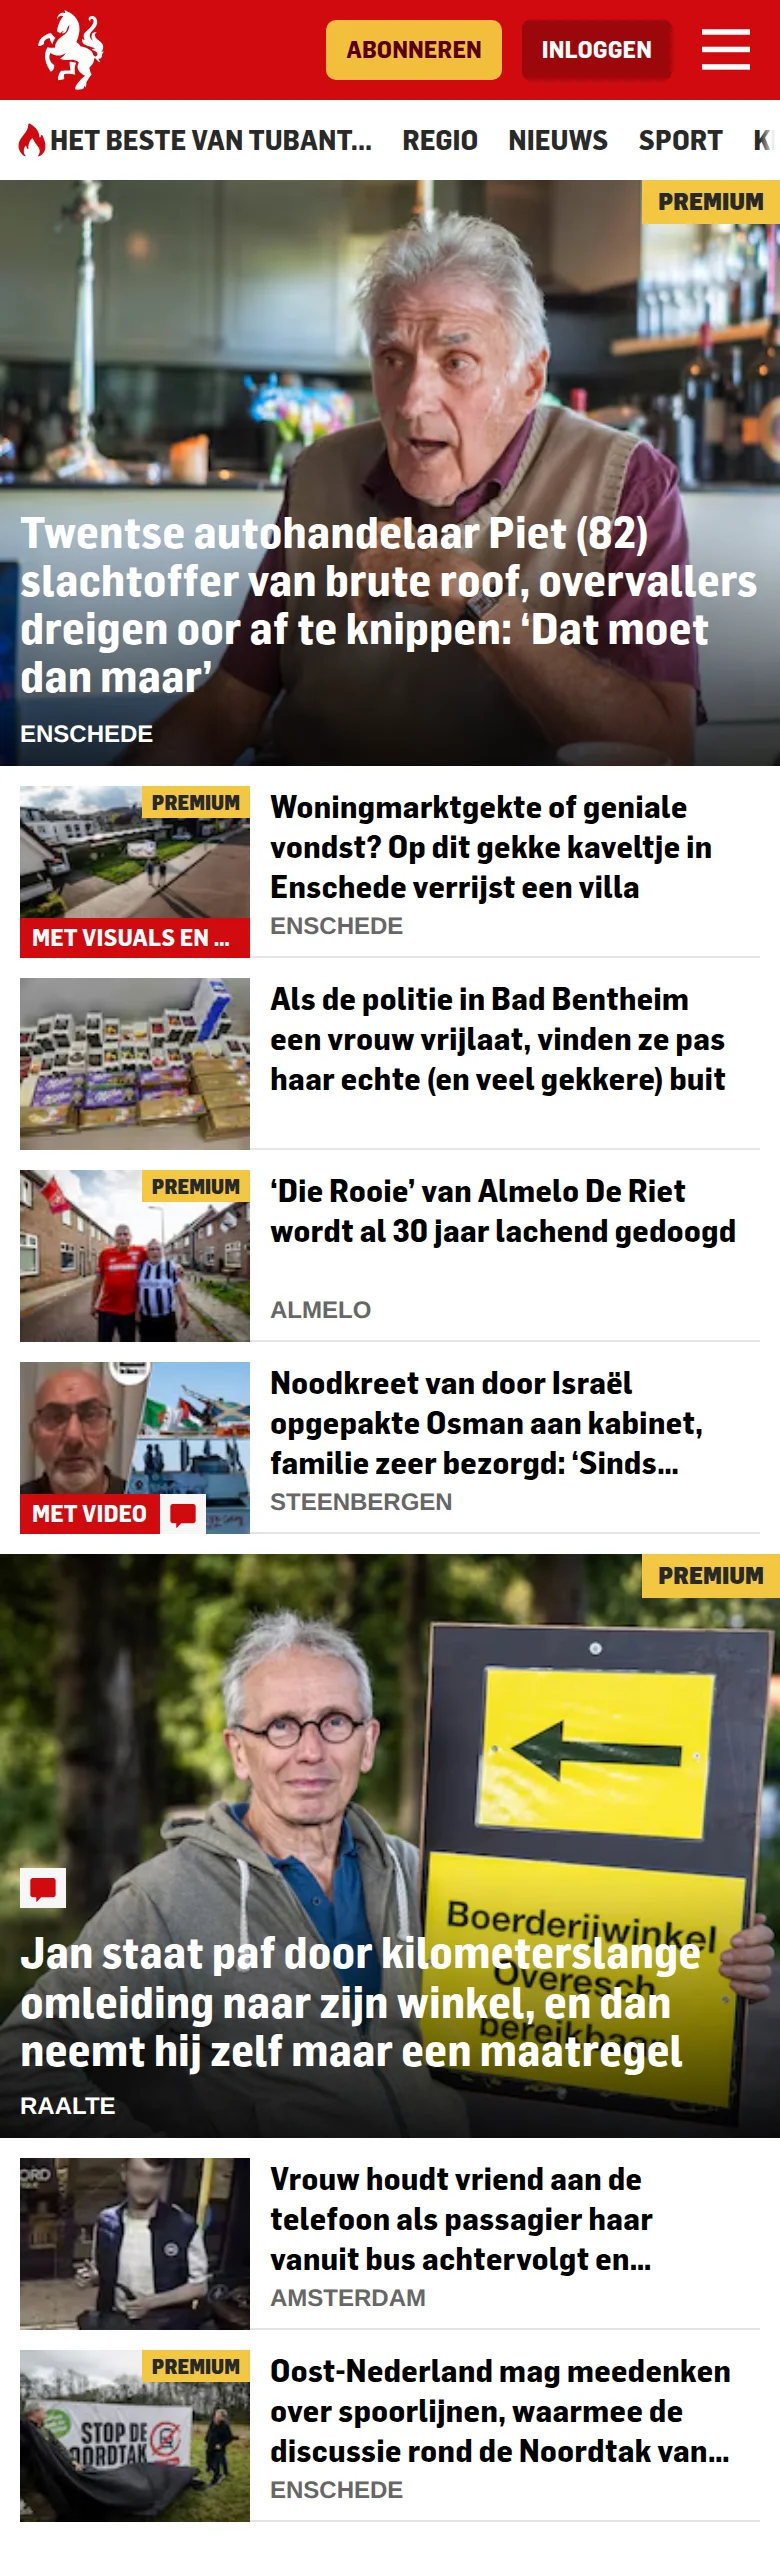 ABONNEREN
INLOGGEN
HET BESTE VAN TUBANT...
REGIO
NIEUWS
SPORT
PREMIUM
Twentse autohandelaar Piet (82)
slachtoffer van brute roof, overvallers
dreigen oor af te knippen: ‘Dat moet
dan maar’
ENSCHEDE
PREMIUM
MET VISUALS EN ...
Woningmarktgekte of geniale
vondst? Op dit gekke kaveltje in
Enschede verrijst een villa
ENSCHEDE
Als de politie in Bad Bentheim
een vrouw vrijlaat, vinden ze pas
haar echte (en veel gekkere) buit
PREMIUM
‘Die Rooie’ van Almelo De Riet
wordt al 30 jaar lachend gedoogd
ALMELO
MET VIDEO
Noodkreet van door Israël
opgepakte Osman aan kabinet,
familie zeer bezorgd: ‘Sinds...
STEENBERGEN
PREMIUM
Boerderijwinkel
Overesch
bereikbaar
Jan staat paf door kilometerslange
omleiding naar zijn winkel, en dan
neemt hij zelf maar een maatregel
RAALTE
Vrouw houdt vriend aan de
telefoon als passagier haar
vanuit bus achtervolgt en...
AMSTERDAM
PREMIUM
STOP DE
NOORDTAK
Oost-Nederland mag meedenken
over spoorlijnen, waarmee de
discussie rond de Noordtak van...
ENSCHEDE